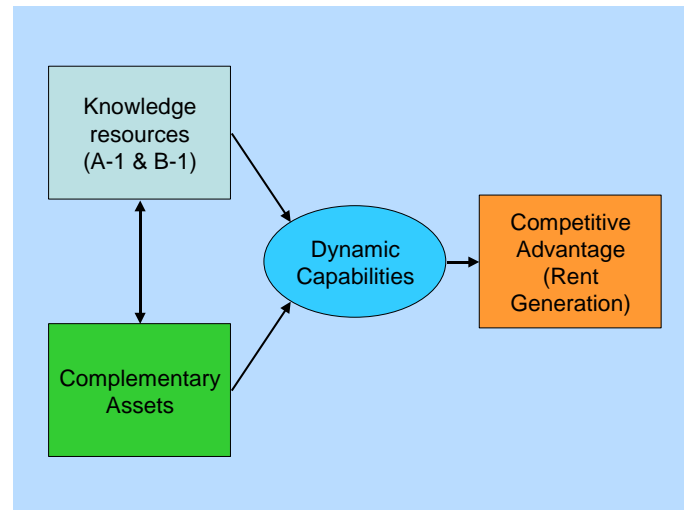 Knowledge
resources
(A-1 & B-1)
Dynamic
Capabilities
Competitive
Advantage
(Rent
Generation)
Complementary
Assets